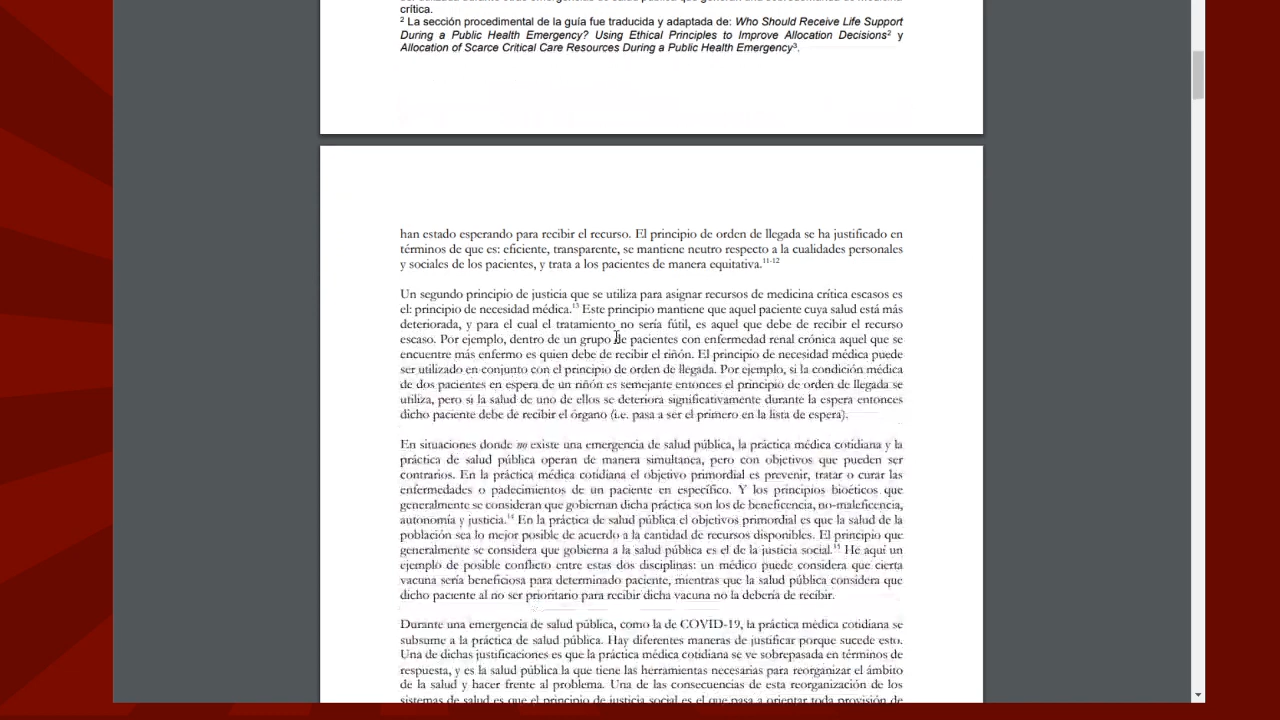 crítica.
² La sección procedimental de la guía fue traducida y adaptada de: Who Should Receive Life Support
During a Public Health Emergency? Using Ethical Principles to Improve Allocation Decisions² y
Allocation of Scarce Critical Care Resources During a Public Health Emergency³.
han estado esperando para recibir el recurso. El principio de orden de llegada se ha justificado en
términos de que es: eficiente, transparente, se mantiene neutro respecto a la cualidades personales
y sociales de los pacientes, y trata a los pacientes de manera equitativa.¹¹⁻¹²
Un segundo principio de justicia que se utiliza para asignar recursos de medicina crítica escasos es
el: principio de necesidad médica.¹³ Este principio mantiene que aquel paciente cuya salud está más
deteriorada, y para el cual el tratamiento no sería fútil, es aquel que debe de recibir el recurso
escaso. Por ejemplo, dentro de un grupo de pacientes con enfermedad renal crónica aquel que se
encuentre más enfermo es quien debe de recibir el riñón. El principio de necesidad médica puede
ser utilizado en conjunto con el principio de orden de llegada. Por ejemplo, si la condición médica
de dos pacientes en espera de un riñón es semejante entonces el principio de orden de llegada se
utiliza, pero si la salud de uno de ellos se deteriora significativamente durante la espera entonces
dicho paciente debe de recibir el órgano (i.e. pasa a ser el primero en la lista de espera).
En situaciones donde no existe una emergencia de salud pública, la práctica médica cotidiana y la
práctica de salud pública operan de manera simultanea, pero con objetivos que pueden ser
contrarios. En la práctica médica cotidiana el objetivo primordial es prevenir, tratar o curar las
enfermedades o padecimientos de un paciente en específico. Y los principios bioéticos que
generalmente se consideran que gobiernan dicha práctica son los de beneficencia, no-maleficencia,
autonomía y justicia.¹⁴ En la práctica de salud pública el objetivos primordial es que la salud de la
población sea lo mejor posible de acuerdo a la cantidad de recursos disponibles. El principio que
generalmente se considera que gobierna a la salud pública es el de la justicia social.¹⁵ He aquí un
ejemplo de posible conflicto entre estas dos disciplinas: un médico puede considera que cierta
vacuna sería beneficiosa para determinado paciente, mientras que la salud pública considera que
dicho paciente al no ser prioritario para recibir dicha vacuna no la debería de recibir.
Durante una emergencia de salud pública, como la de COVID-19, la práctica médica cotidiana se
subsume a la práctica de salud pública. Hay diferentes maneras de justificar porque sucede esto.
Una de dichas justificaciones es que la práctica médica cotidiana se ve sobrepasada en términos de
respuesta, y es la salud pública la que tiene las herramientas necesarias para reorganizar el ámbito
de la salud y hacer frente al problema. Una de las consecuencias de esta reorganización de los
sistemas de salud es que el principio de justicia social es el que pasa a orientar toda provisión de